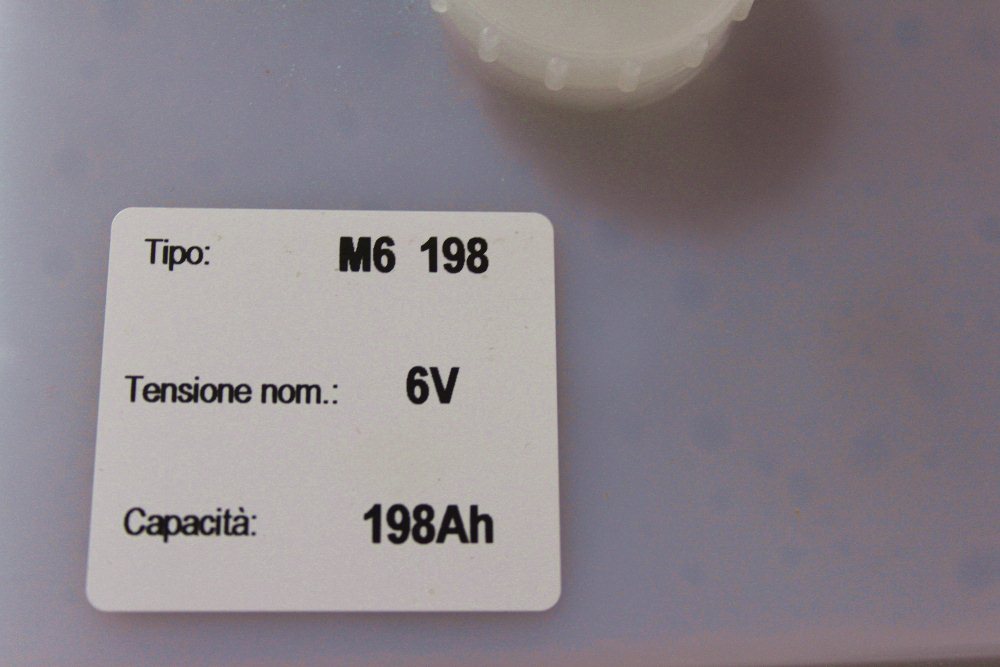 Tipo: M6 198
Tensione nom.: 6V
Capacità: 198Ah